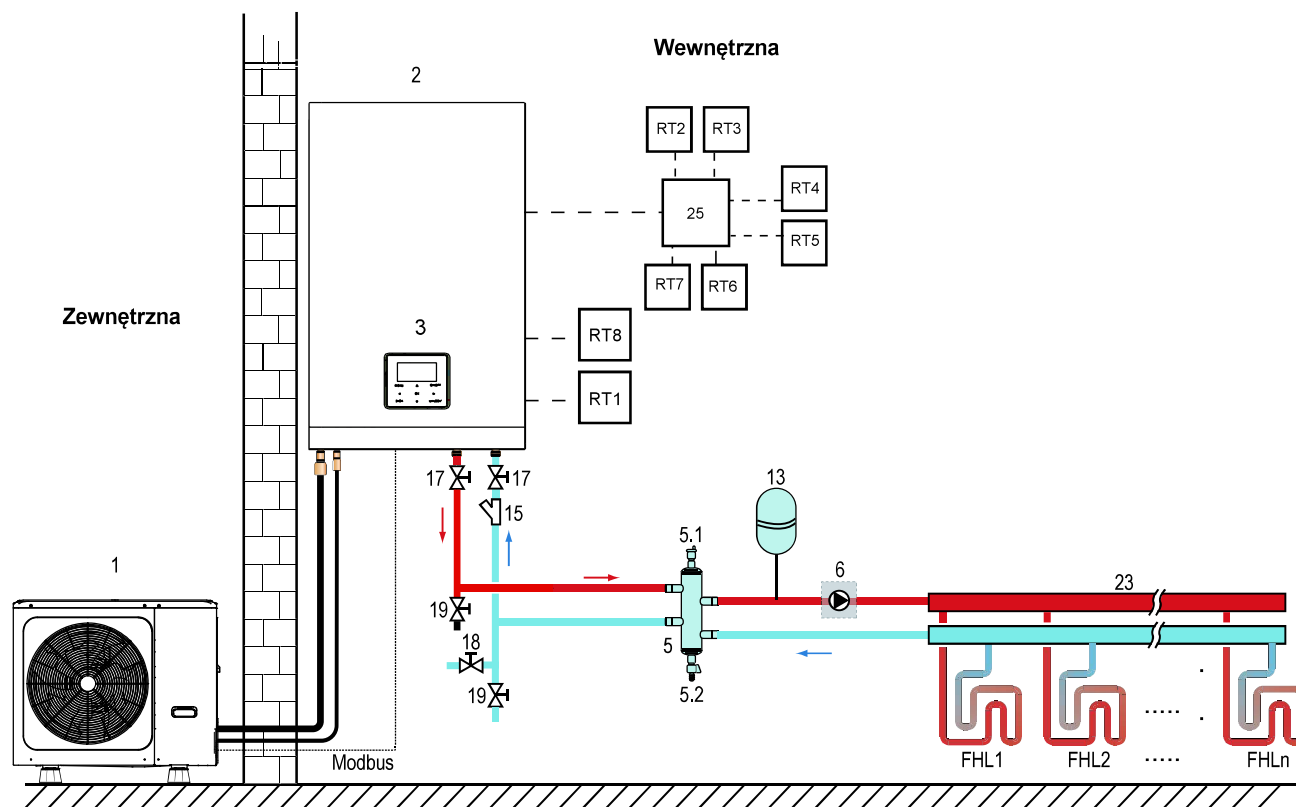 Wewnętrzna
2
RT2
RT3
RT4
25
RT5
RT7
RT6
Zewnętrzna
3
RT8
RT1
17
17
13
15
5.1
1
6
23
19
18
5
19
5.2
Modbus
FHL1
FHL2
.....
.....
FHLn